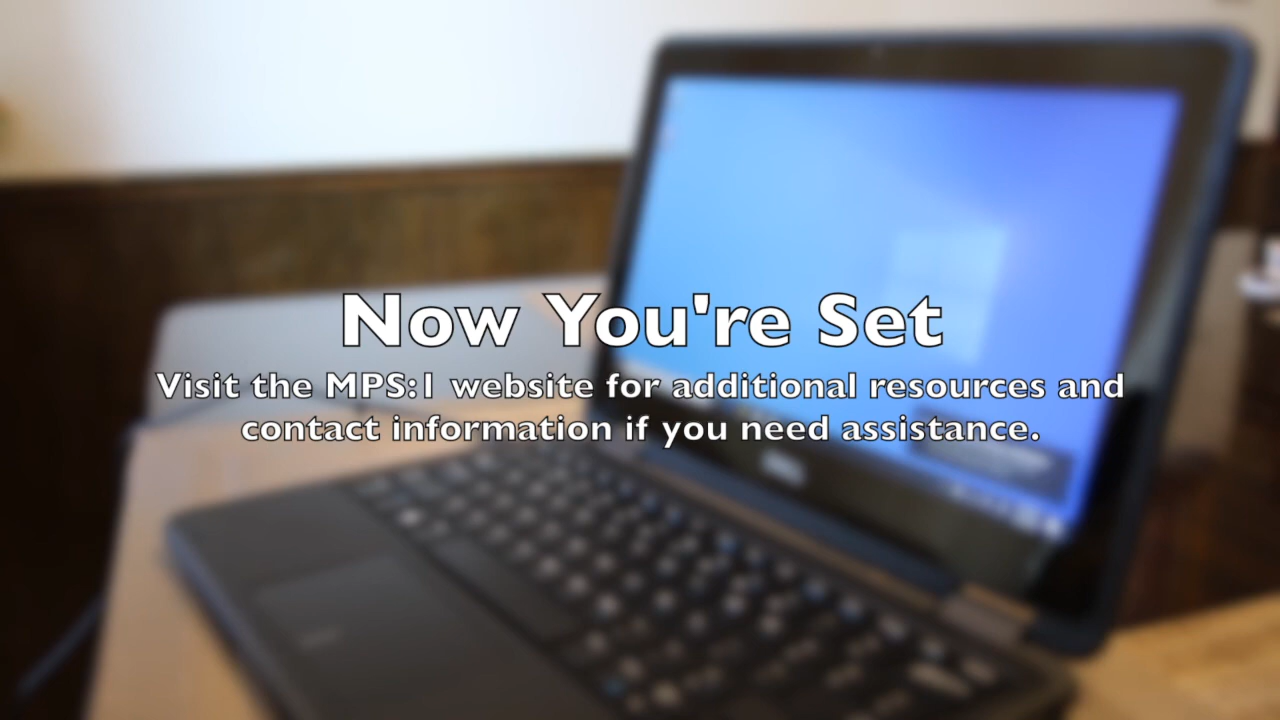 Now You're Set
Visit the MPS:1 website for additional resources and
contact information if you need assistance.